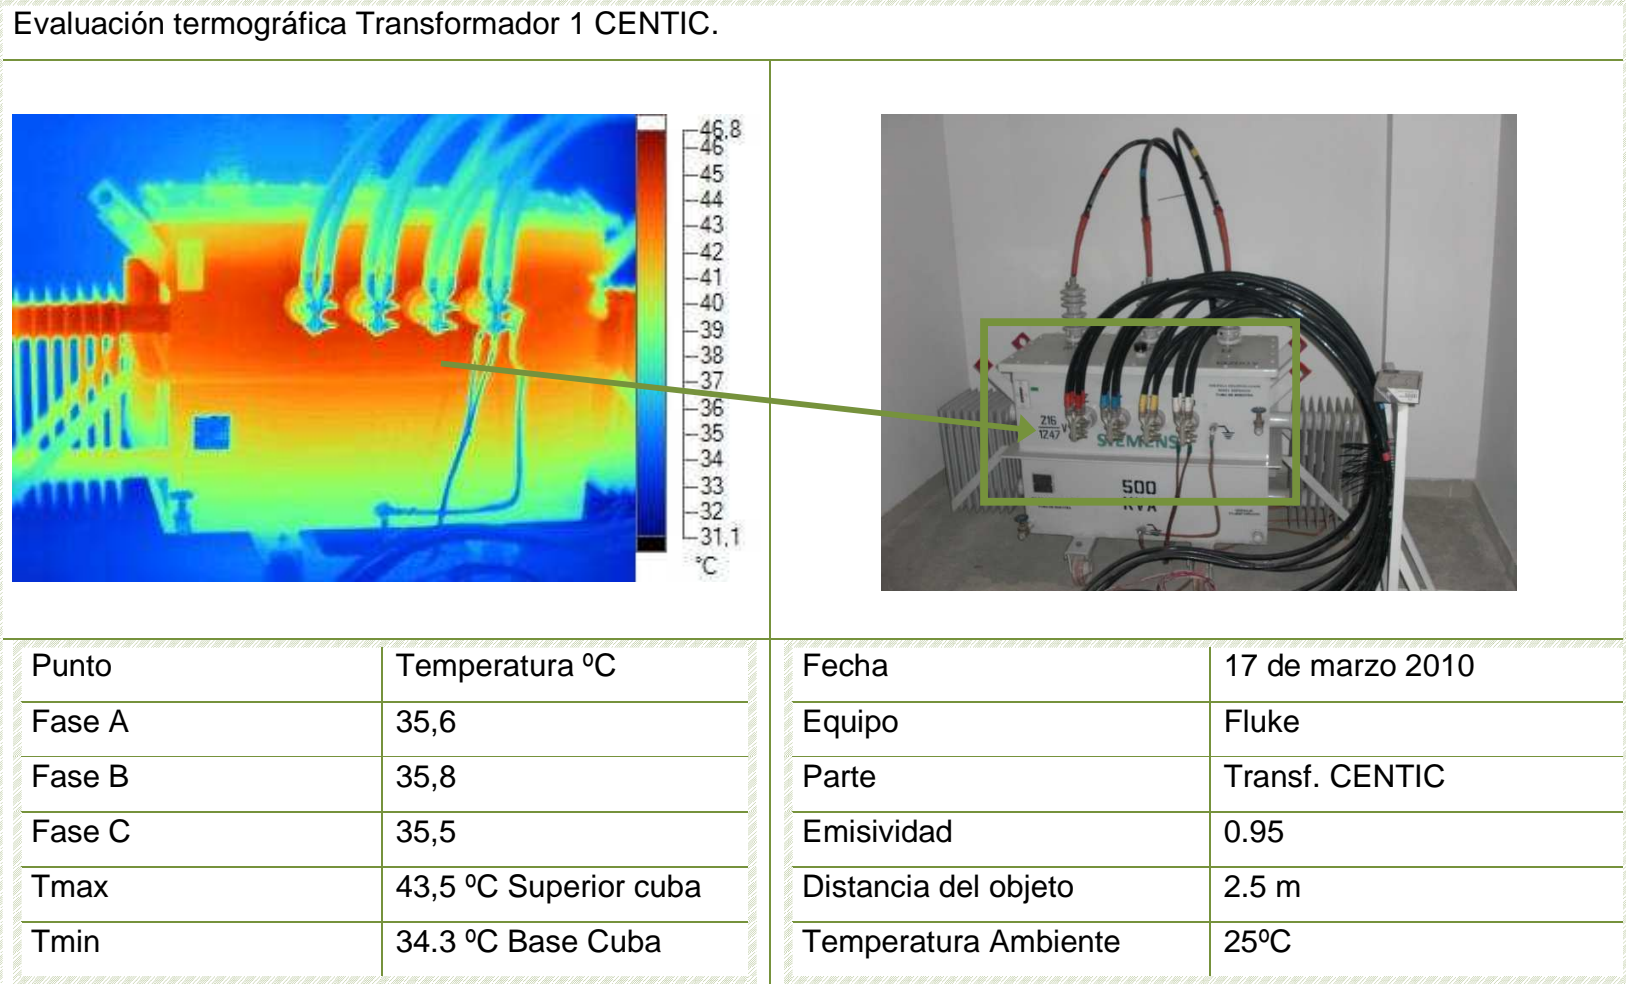 Evaluación termográfica Transformador 1 CENTIC.
46,8
46
45
44
43
42
41
40
39
38
37
36
35
34
33
32
31,1
°C
216
1247
V
SIEMENS
500
KVA
Punto Temperatura ºC
Fase A 35,6
Fase B 35,8
Fase C 35,5
Tmax 43,5 ºC Superior cuba
Tmin 34.3 ºC Base Cuba
Fecha 17 de marzo 2010
Equipo Fluke
Parte Transf. CENTIC
Emisividad 0.95
Distancia del objeto 2.5 m
Temperatura Ambiente 25ºC